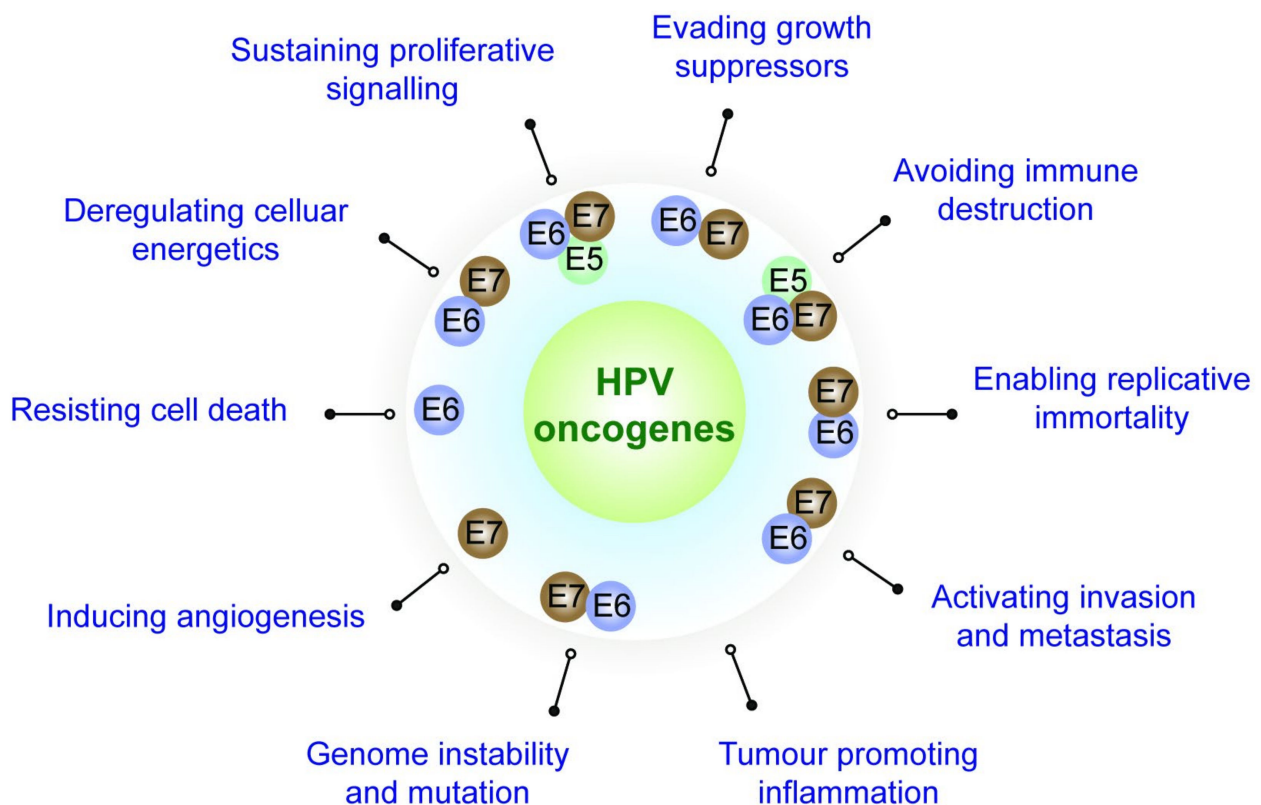 Sustaining proliferative
signalling
Evading growth
suppressors
Avoiding immune
destruction
Deregulating celluar
energetics
E6
E7
E5
E6
E7
E5
E6
E7
E7
E6
Resisting cell death
E6
HPV
oncogenes
E7
E6
Enabling replicative
immortality
E7
E6
E7
Inducing angiogenesis
E7
E6
Activating invasion
and metastasis
Genome instability
and mutation
Tumour promoting
inflammation